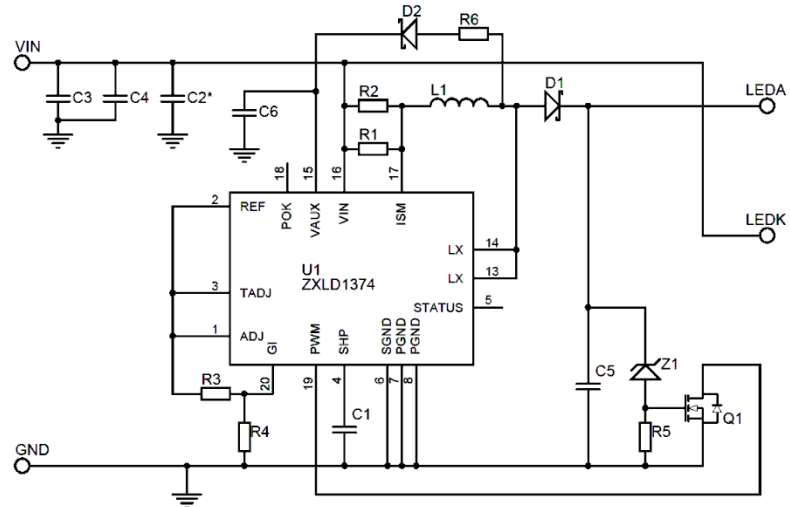 D2
R6
VIN
D1
C3
C4
C2*
C6
R2
L1
LEDA
R1
18
15
16
17
2
REF
POK
VAUX
VIN
ISM
LEDK
LX
14
U1
ZXLD1374
LX
13
3
TADJ
STATUS
5
1
ADJ
GI
PWM
SHP
SGND
PGND
PGND
Z1
C5
R3
20
19
4
6
7
8
Q1
C1
R4
R5
GND